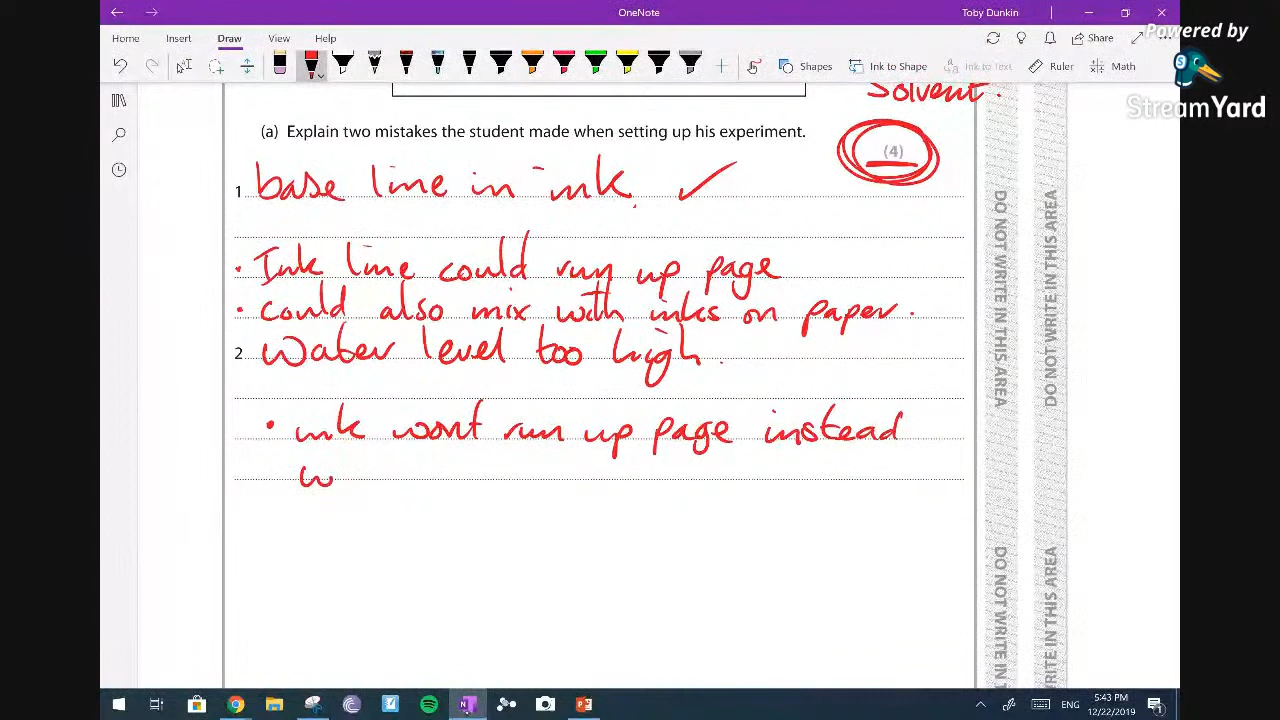 OneNote
Toby Dunkin
Powered by
StreamYard
Home Insert Draw View Help
Share
Shapes Ink to Shape Ink to Text Ruler Math
Solvent.
(a) Explain two mistakes the student made when setting up his experiment.
(4)
1 base line in ink. ✓
• Ink line could run up page
• could also mix with inks on paper.
2 Water level too high.
• ink wont run up page instead
w
DO NOT WRITE IN THIS AREA
DO NOT WRITE IN THIS AREA
DO NOT WRITE IN T
WRITE IN THIS AREA
ENG
5:43 PM
12/22/2019
1